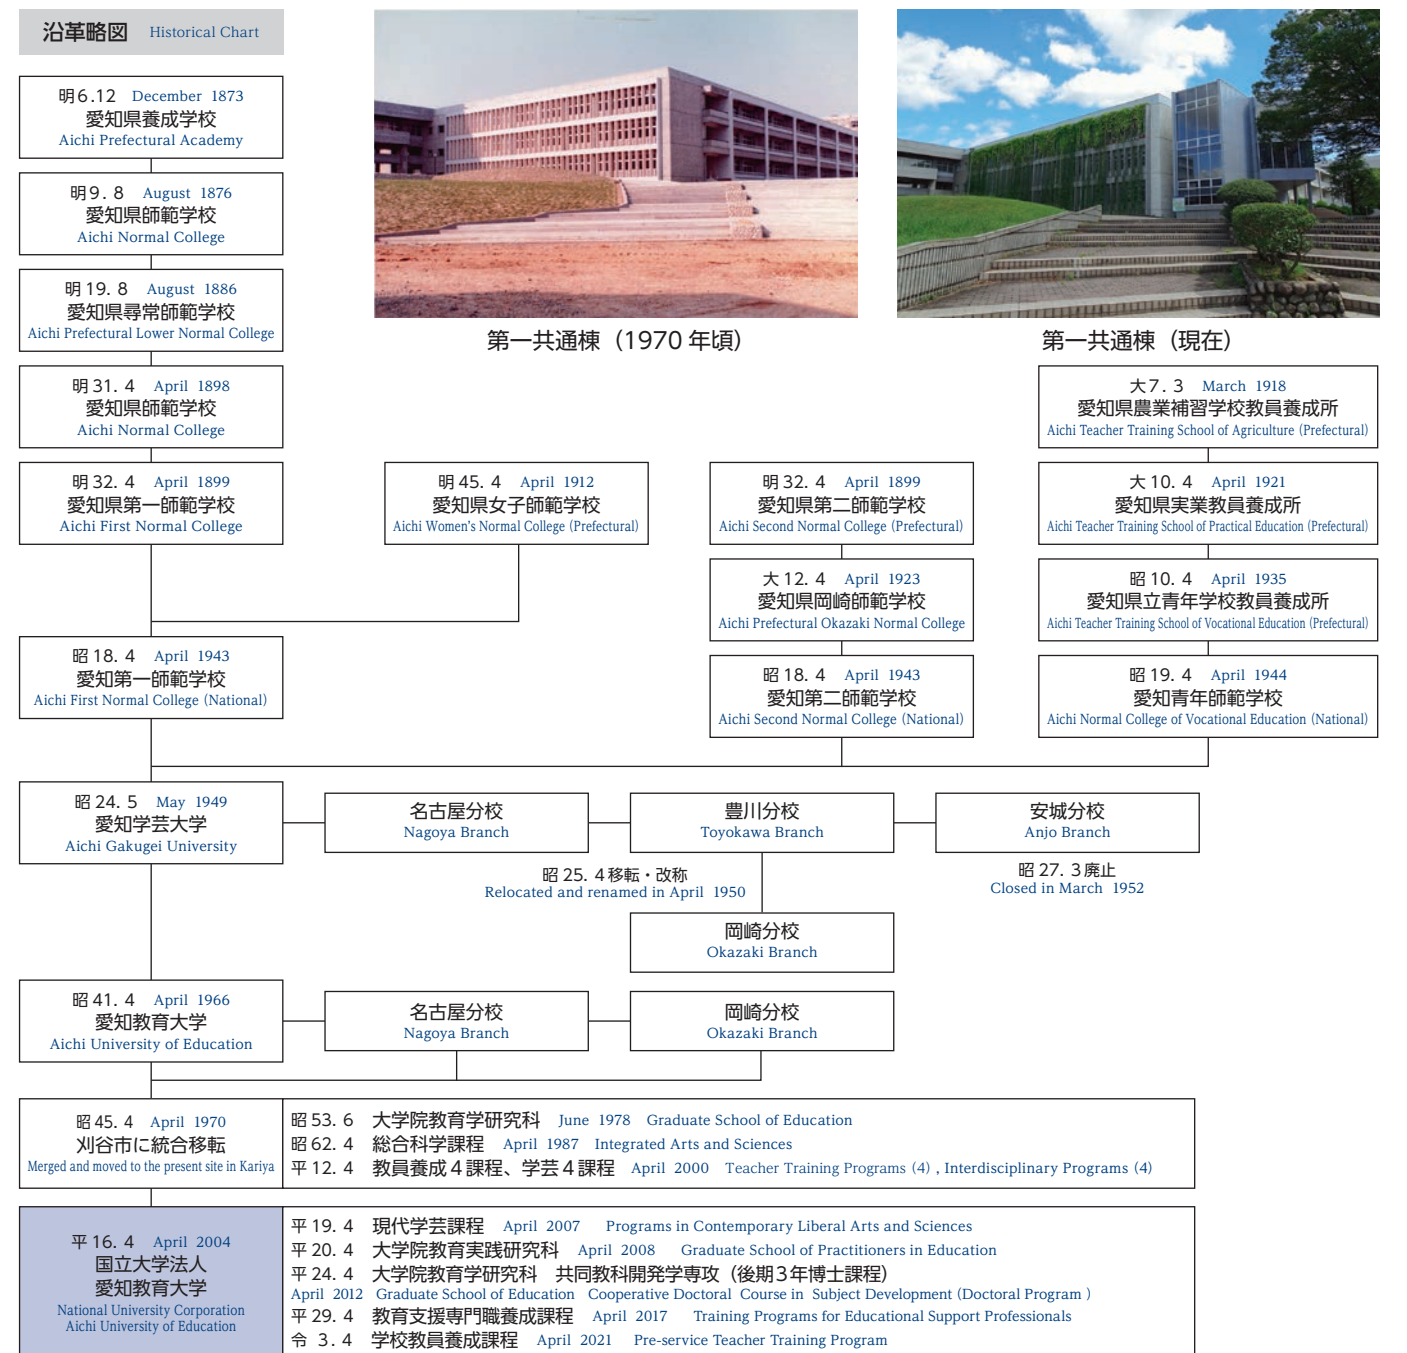 沿革略図 Historical Chart
明6.12 December 1873
愛知県養成学校
Aichi Prefectural Academy
明9. 8 August 1876
愛知県師範学校
Aichi Normal College
明19. 8 August 1886
愛知県尋常師範学校
Aichi Prefectural Lower Normal College
明31. 4 April 1898
愛知県師範学校
Aichi Normal College
明32. 4 April 1899
愛知県第一師範学校
Aichi First Normal College
第一共通棟（1970 年頃）
第一共通棟（現在）
明45. 4 April 1912
愛知県女子師範学校
Aichi Women's Normal College (Prefectural)
明32. 4 April 1899
愛知県第二師範学校
Aichi Second Normal College (Prefectural)
大12. 4 April 1923
愛知県岡崎師範学校
Aichi Prefectural Okazaki Normal College
昭18. 4 April 1943
愛知第二師範学校
Aichi Second Normal College (National)
大7. 3 March 1918
愛知県農業補習学校教員養成所
Aichi Teacher Training School of Agriculture (Prefectural)
大10. 4 April 1921
愛知県実業教員養成所
Aichi Teacher Training School of Practical Education (Prefectural)
昭10. 4 April 1935
愛知県立青年学校教員養成所
Aichi Teacher Training School of Vocational Education (Prefectural)
昭19. 4 April 1944
愛知青年師範学校
Aichi Normal College of Vocational Education (National)
昭18. 4 April 1943
愛知第一師範学校
Aichi First Normal College (National)
昭24. 5 May 1949
愛知学芸大学
Aichi Gakugei University
名古屋分校
Nagoya Branch
豊川分校
Toyokawa Branch
安城分校
Anjo Branch
昭25. 4移転・改称
Relocated and renamed in April 1950
昭27. 3廃止
Closed in March 1952
岡崎分校
Okazaki Branch
昭41. 4 April 1966
愛知教育大学
Aichi University of Education
名古屋分校
Nagoya Branch
岡崎分校
Okazaki Branch
昭45. 4 April 1970
刈谷市に統合移転
Merged and moved to the present site in Kariya
昭53. 6 大学院教育学研究科 June 1978 Graduate School of Education
昭62. 4 総合科学課程 April 1987 Integrated Arts and Sciences
平12. 4 教員養成４課程、学芸４課程 April 2000 Teacher Training Programs (4) , Interdisciplinary Programs (4)
平16. 4 April 2004
国立大学法人
愛知教育大学
National University Corporation
Aichi University of Education
平19. 4 現代学芸課程 April 2007 Programs in Contemporary Liberal Arts and Sciences
平20. 4 大学院教育実践研究科 April 2008 Graduate School of Practitioners in Education
平24. 4 大学院教育学研究科 共同教科開発学専攻（後期３年博士課程）
April 2012 Graduate School of Education Cooperative Doctoral Course in Subject Development (Doctoral Program )
平29. 4 教育支援専門職養成課程 April 2017 Training Programs for Educational Support Professionals
令 3. 4 学校教員養成課程 April 2021 Pre-service Teacher Training Program